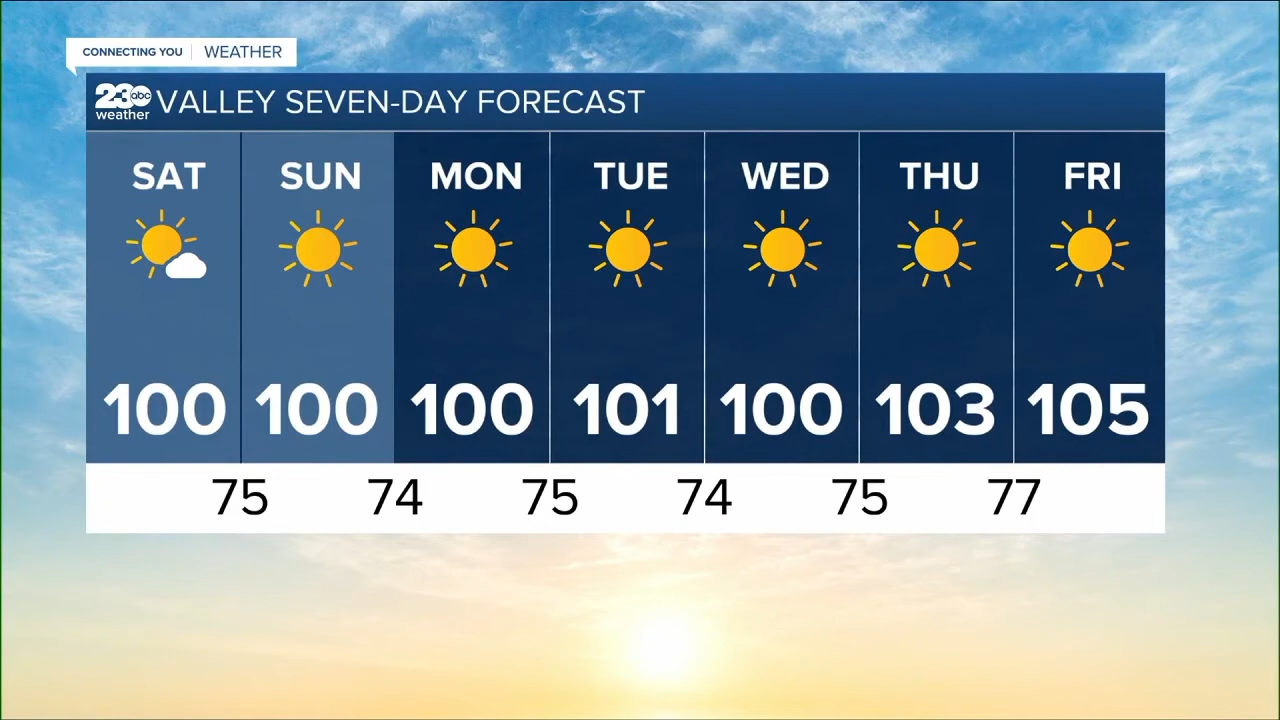 CONNECTING YOU | WEATHER
23 abc
weather
VALLEY SEVEN-DAY FORECAST
SAT SUN MON TUE WED THU FRI
100 100 100 101 100 103 105
75 74 75 74 75 77